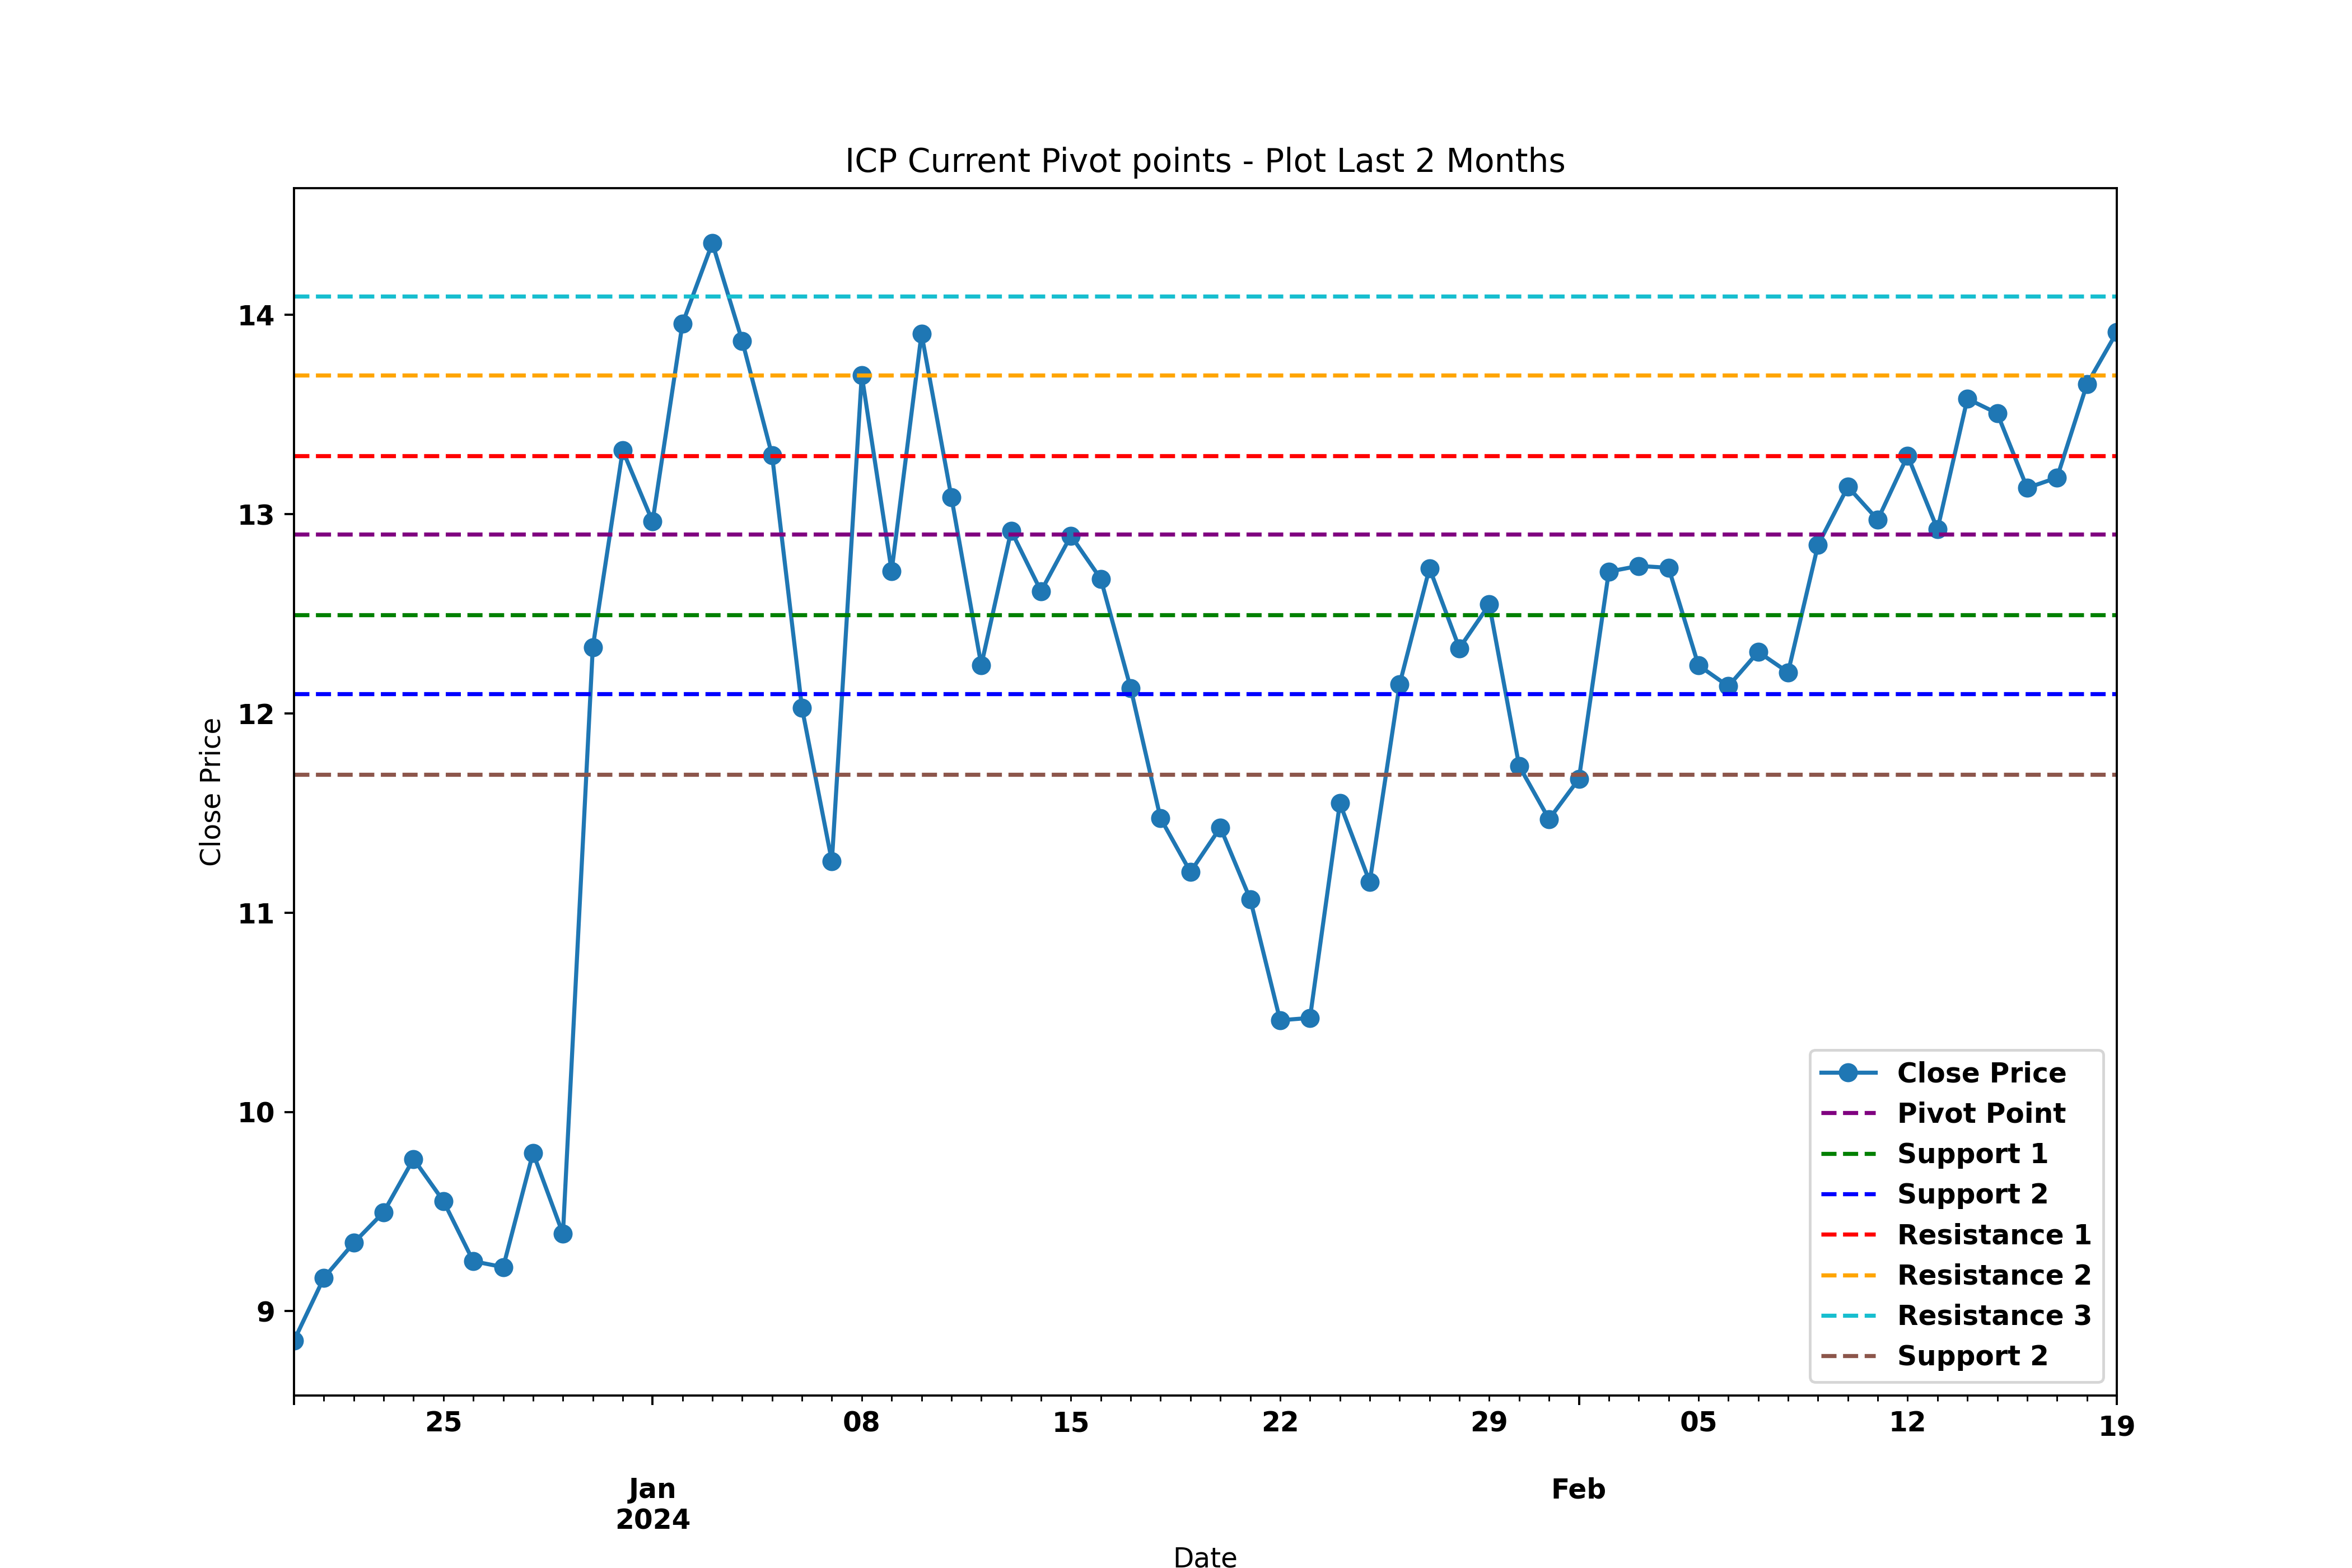 ICP Current Pivot points - Plot Last 2 Months
14
13
12
11
10
9
Close Price
Close Price
Pivot Point
Support 1
Support 2
Resistance 1
Resistance 2
Resistance 3
Support 2
25 08 15 22 29 05 12 19
Jan Feb
2024
Date